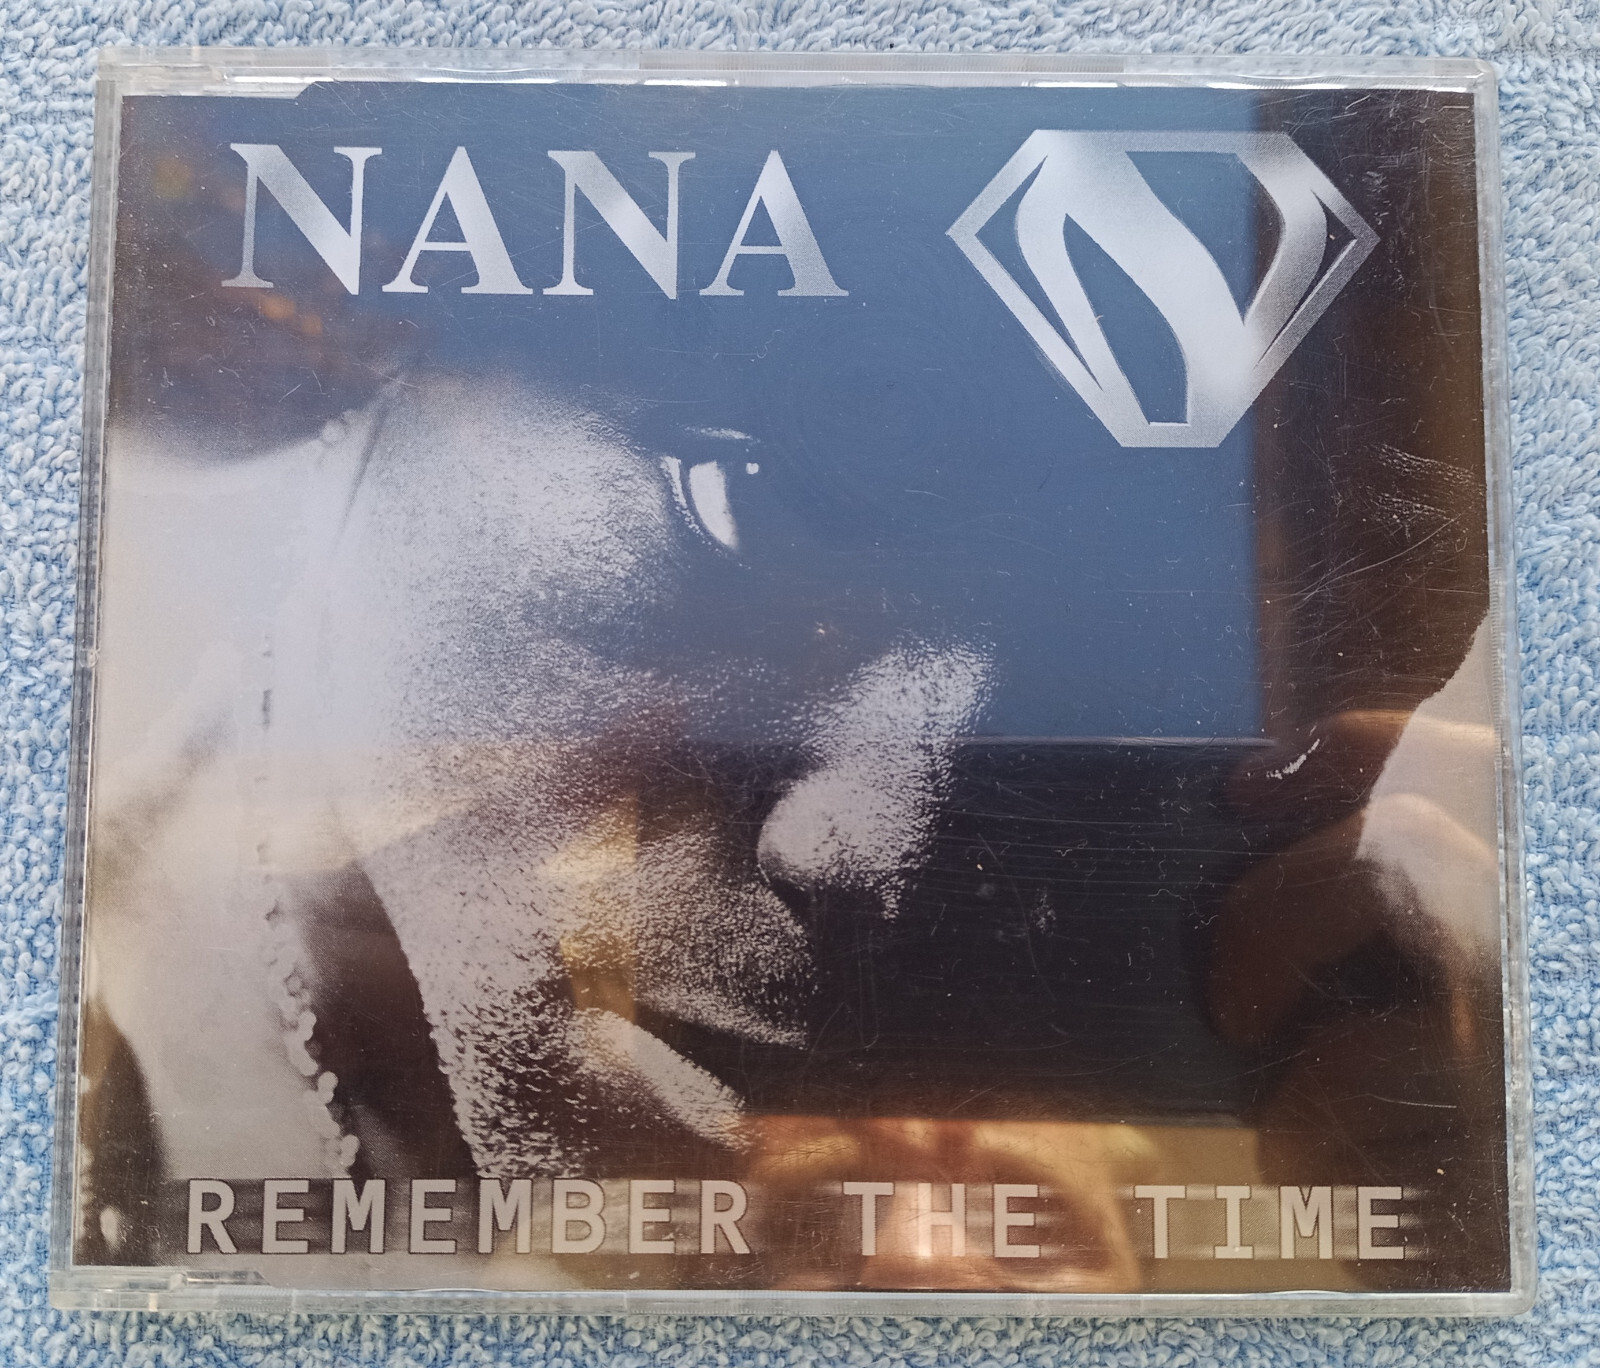 NANA N
REMEMBER THE TIME